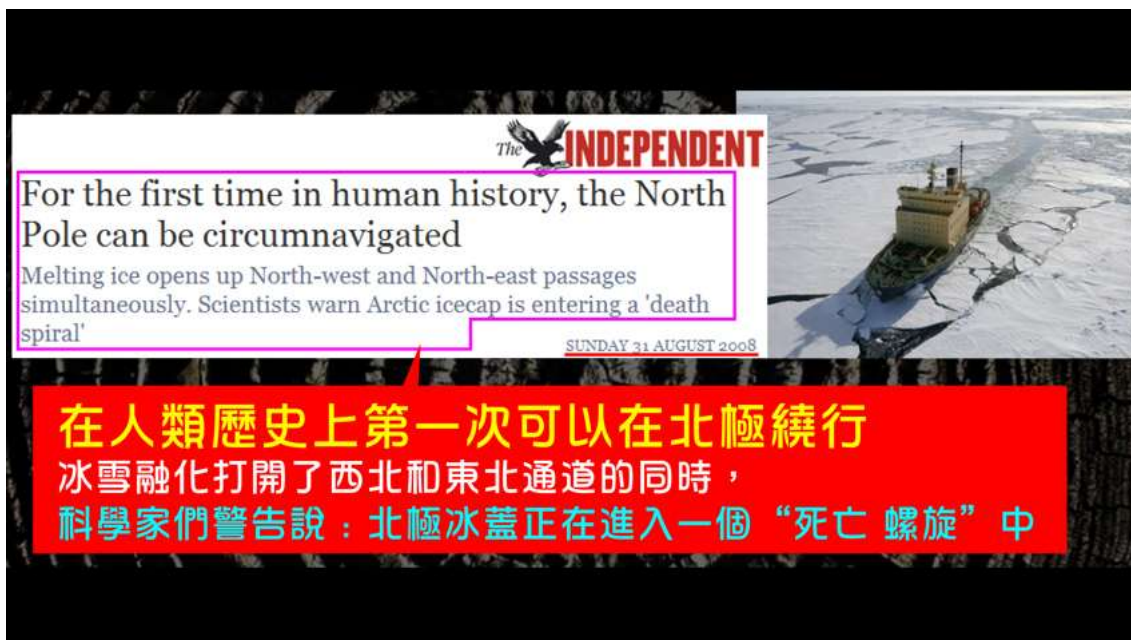 The INDEPENDENT
For the first time in human history, the North
Pole can be circumnavigated
Melting ice opens up North-west and North-east passages
simultaneously. Scientists warn Arctic icecap is entering a 'death
spiral'
SUNDAY 31 AUGUST 2008
在人類歷史上第一次可以在北極繞行
冰雪融化打開了西北和東北通道的同時，
科學家們警告說：北極冰蓋正在進入一個“死亡 螺旋”中